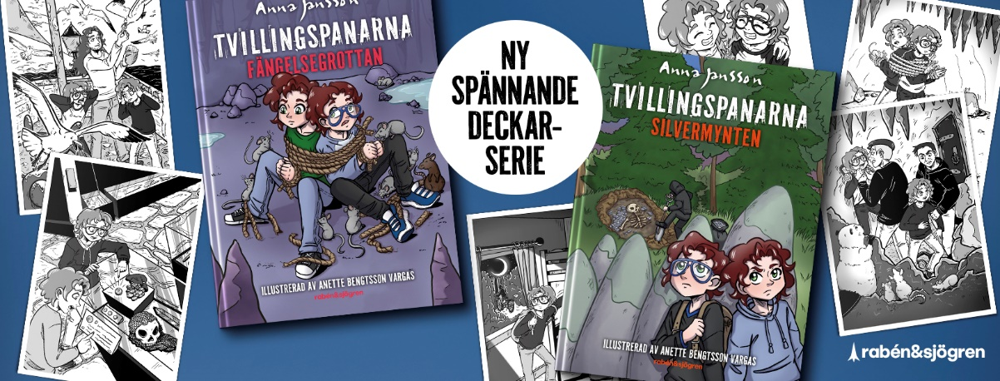 Anna Jansson
TVILLINGSPANARNA
FÄNGELSEGROTTAN
ILLUSTRERAD AV ANETTE BENGTSSON VARGAS
rabén&sjögren
NY
SPÄNNANDE
DECKAR-
SERIE
Anna Jansson
TVILLINGSPANARNA
SILVERMYNTEN
ILLUSTRERAD AV ANETTE BENGTSSON VARGAS
rabén&sjögren
rabén&sjögren